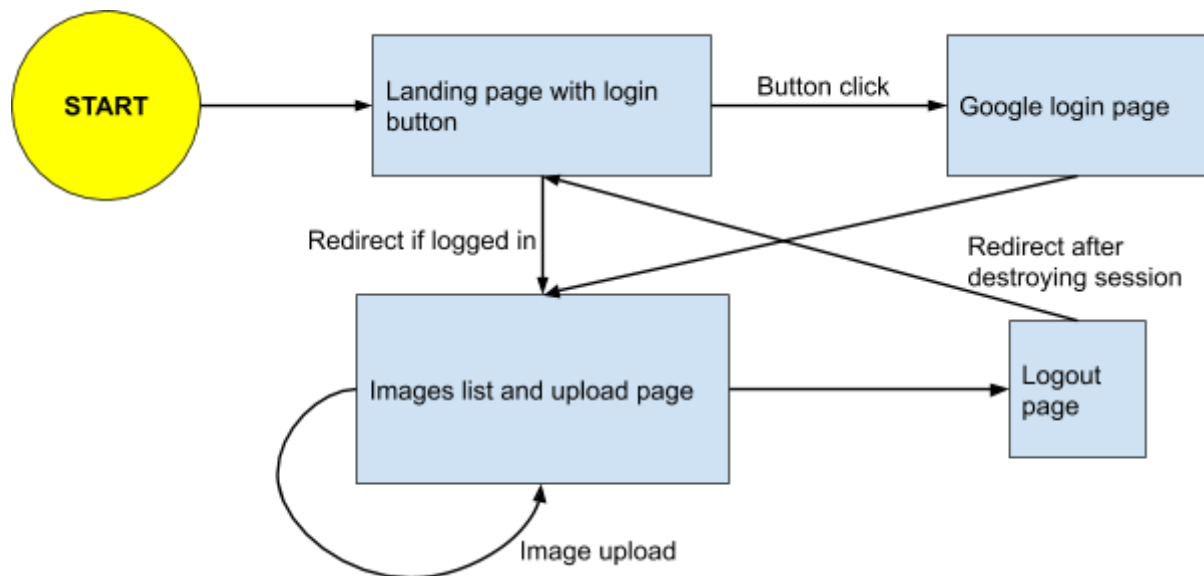 START
Landing page with login
button
Button click
Google login page
Redirect if logged in
Redirect after
destroying session
Images list and upload page
Logout
page
Image upload